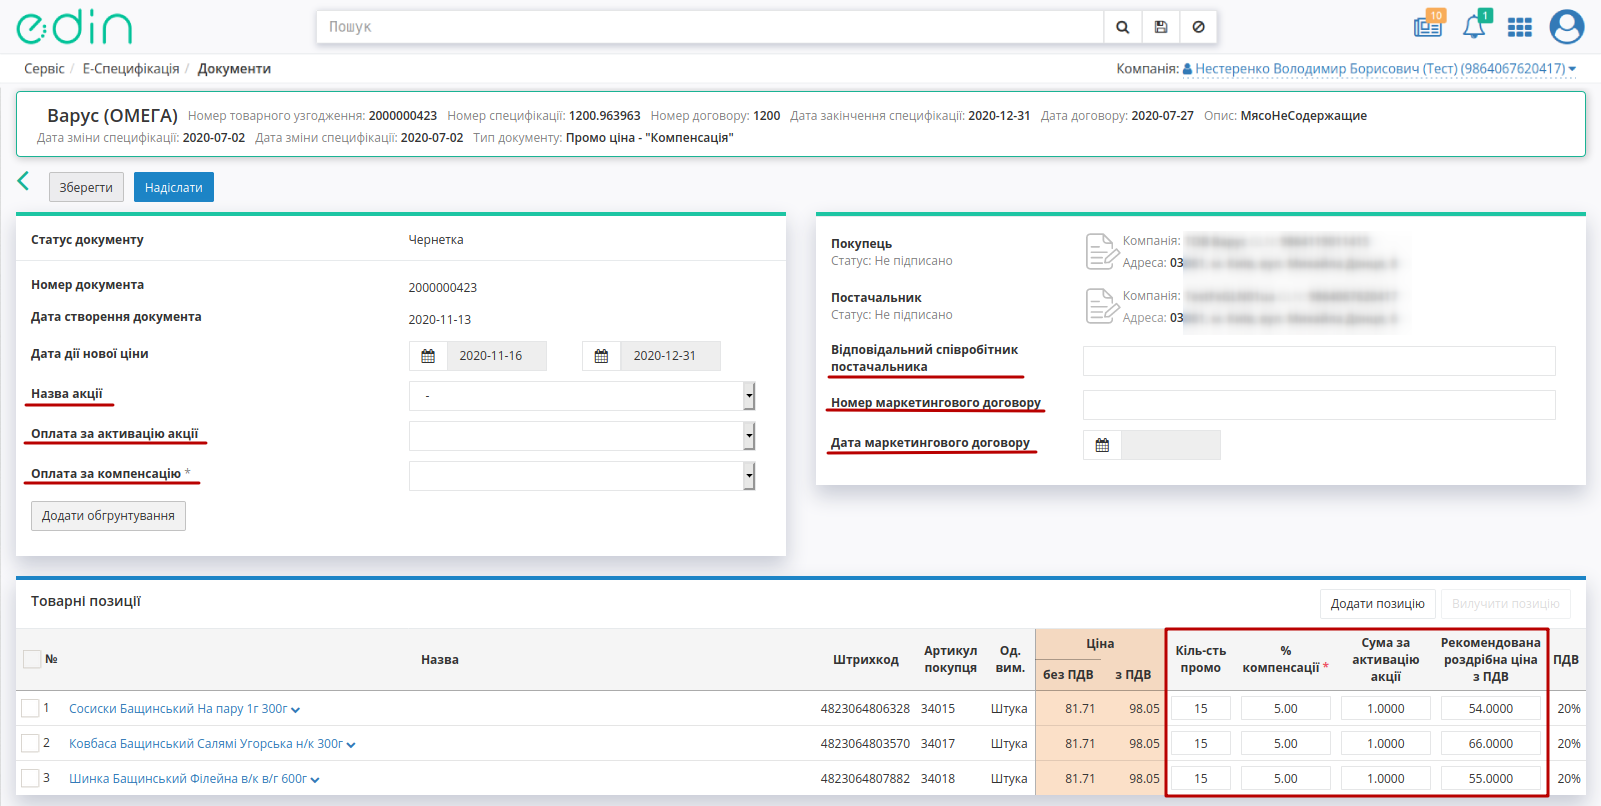 edin
Пошук
10
1
Сервіс / Е-Специфікація / Документи
Компанія: Нестеренко Володимир Борисович (Тест) (9864067620417)
Варус (ОМЕГА) Номер товарного узгодження: 2000000423 Номер специфікації: 1200.963963 Номер договору: 1200 Дата закінчення специфікації: 2020-12-31 Дата договору: 2020-07-27 Опис: МясоНеСодержащие
Дата зміни специфікації: 2020-07-02 Дата зміни специфікації: 2020-07-02 Тип документу: Промо ціна - "Компенсація"
Зберегти Надіслати
Статус документу Чернетка
Номер документа 2000000423
Дата створення документа 2020-11-13
Дата дії нової ціни 2020-11-16 2020-12-31
Назва акції -
Оплата за активацію акції
Оплата за компенсацію *
Додати обгрунтування
Покупець
Статус: Не підписано
Компанія:
Адреса: 03
Постачальник
Статус: Не підписано
Компанія:
Адреса: 03
Відповідальний співробітник
постачальника
Номер маркетингового договору
Дата маркетингового договору
Товарні позиції Додати позицію Вилучити позицію
№ Назва Штрихкод Артикул покупця Од. вим. Ціна без ПДВ з ПДВ Кіль-сть промо % компенсації * Сума за активацію акції Рекомендована роздрібна ціна з ПДВ ПДВ
1 Сосиски Бащинський На пару 1г 300г 4823064806328 34015 Штука 81.71 98.05 15 5.00 1.0000 54.0000 20%
2 Ковбаса Бащинський Салямі Угорська н/к 300г 4823064803570 34017 Штука 81.71 98.05 15 5.00 1.0000 66.0000 20%
3 Шинка Бащинський Філейна в/к в/г 600г 4823064807882 34018 Штука 81.71 98.05 15 5.00 1.0000 55.0000 20%